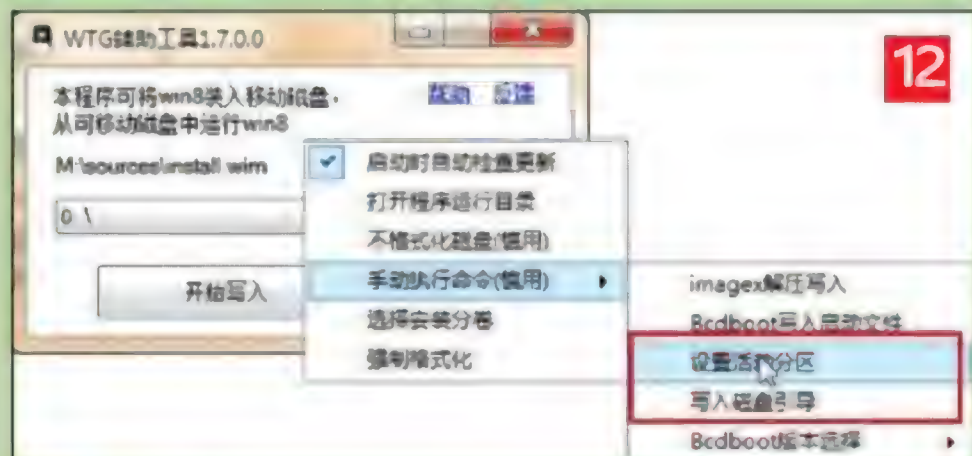 WTG辅助工具1.7.0.0
12
本程序可将win8装入移动磁盘,
从可移动磁盘中运行win8
帮助 反馈
M:\sources\install.wim
0 \
开始写入
启动时自动检查更新
打开程序运行目录
不格式化磁盘(慎用)
手动执行命令(慎用)
选择安装分卷
强制格式化
imagex解压写入
Bcdboot写入启动文件
设置活动分区
写入磁盘引导
Bcdboot版本选择